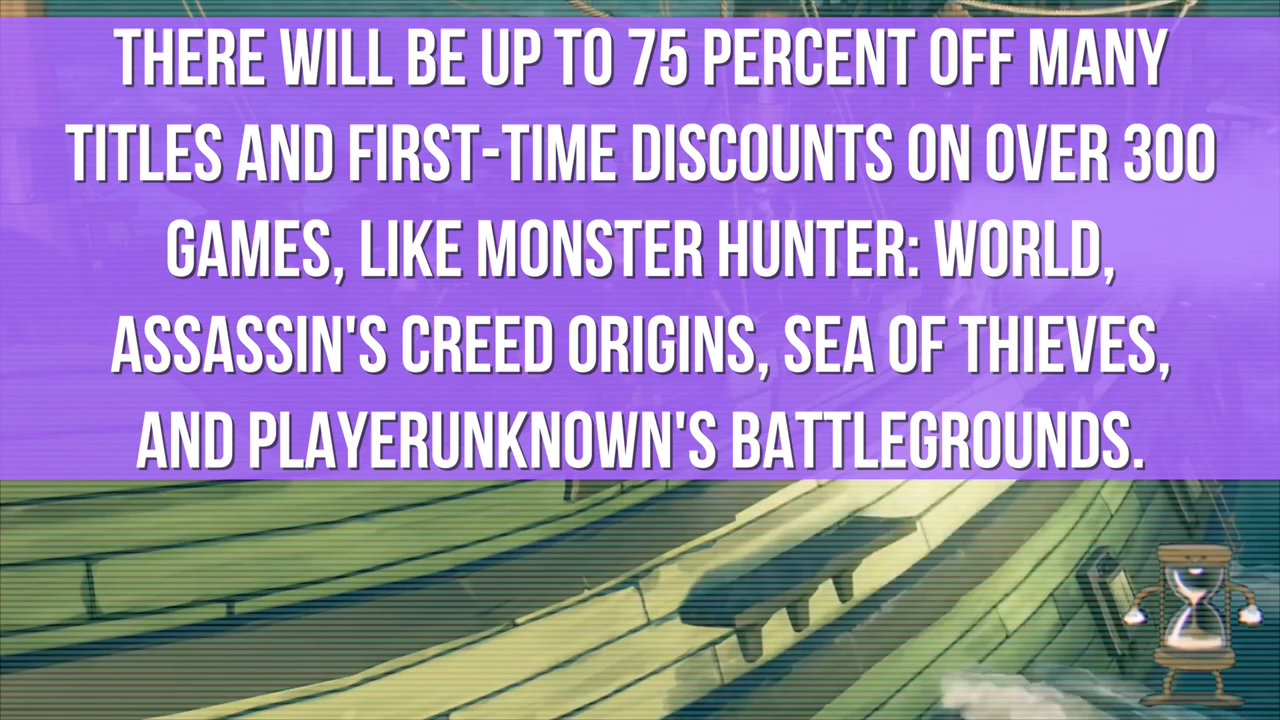 THERE WILL BE UP TO 75 PERCENT OFF MANY
TITLES AND FIRST-TIME DISCOUNTS ON OVER 300
GAMES, LIKE MONSTER HUNTER: WORLD,
ASSASSIN'S CREED ORIGINS, SEA OF THIEVES,
AND PLAYERUNKNOWN'S BATTLEGROUNDS.